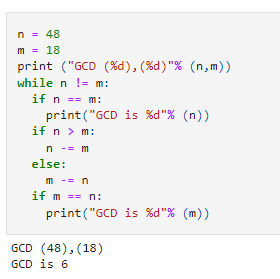 n = 48
m = 18
print ("GCD (%d),(%d)"% (n,m))
while n != m:
  if n == m:
    print("GCD is %d"% (n))
  if n > m:
    n -= m
  else:
    m -= n
  if m == n:
    print("GCD is %d"% (m))
GCD (48),(18)
GCD is 6